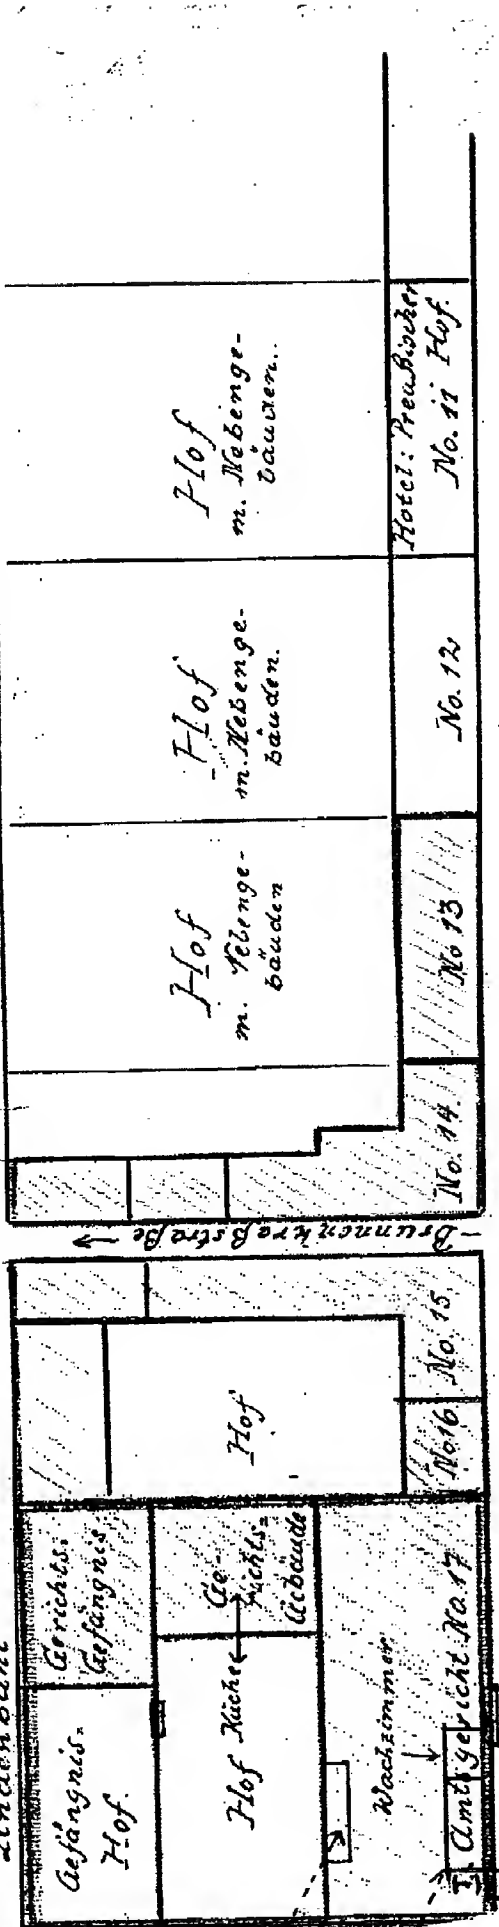 Hof
m. Nebenge-
bäuden..
Hotel: Preußischer
No. 11 Hof.
Hof
m. Nebenge-
bäuden.
No. 12
Hof
m. Nebenge-
bäuden
No 13
No. 14.
- Brunnenkraßstraße
No. 15
Hof
No 16
Gerichts:
Gefängnis
Ge-
richts=
Gebäude
Gefängnis=
Hof.
Hof Küche
Wachzimmer
Amtsgericht No. 17